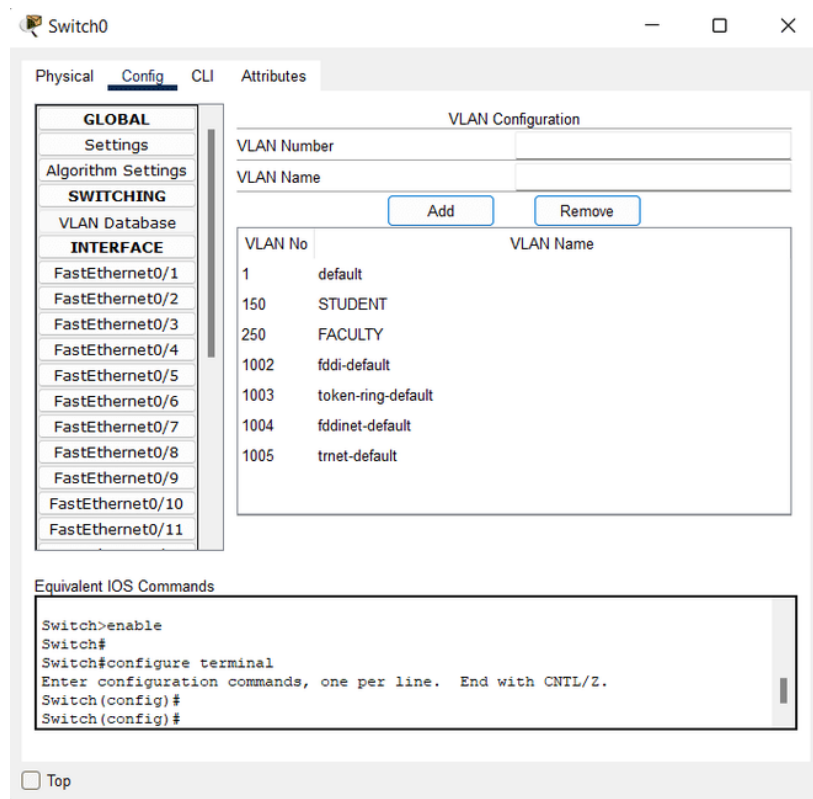 Switch0
Physical Config CLI Attributes
GLOBAL
Settings
Algorithm Settings
SWITCHING
VLAN Database
INTERFACE
FastEthernet0/1
FastEthernet0/2
FastEthernet0/3
FastEthernet0/4
FastEthernet0/5
FastEthernet0/6
FastEthernet0/7
FastEthernet0/8
FastEthernet0/9
FastEthernet0/10
FastEthernet0/11
VLAN Configuration
VLAN Number
VLAN Name
Add Remove
VLAN No VLAN Name
1 default
150 STUDENT
250 FACULTY
1002 fddi-default
1003 token-ring-default
1004 fddinet-default
1005 trnet-default
Equivalent IOS Commands
Switch>enable
Switch#
Switch#configure terminal
Enter configuration commands, one per line. End with CNTL/Z.
Switch(config)#
Switch(config)#
Top